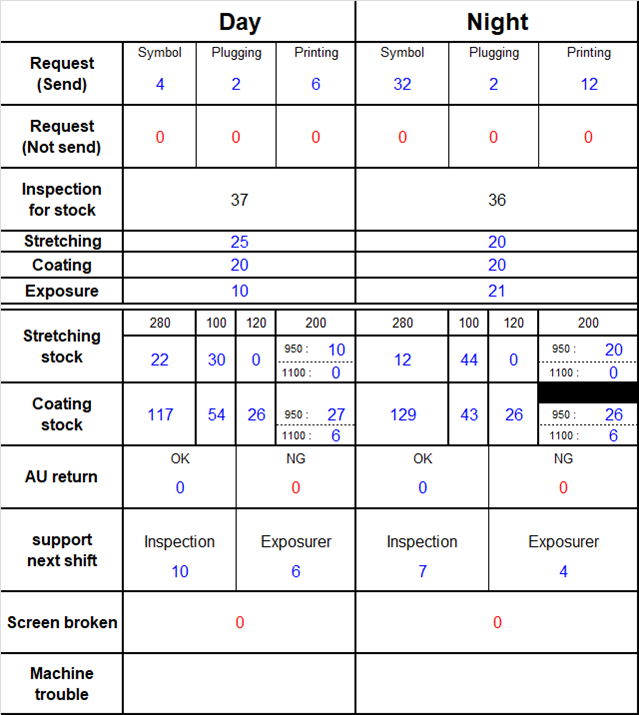 Day Night
Symbol Plugging Printing Symbol Plugging Printing
Request
(Send)
4 2 6 32 2 12
Request
(Not send)
0 0 0 0 0 0
Inspection
for stock
37 36
Stretching 25 20
Coating 20 20
Exposure 10 21
280 100 120 200 280 100 120 200
Stretching
stock
22 30 0 950 : 10 12 44 0 950 : 20
1100 : 0 1100 : 0
Coating
stock
117 54 26 950 : 27 129 43 26 950 : 26
1100 : 6 1100 : 6
OK NG OK NG
AU return
0 0 0 0
support
next shift
Inspection Exposurer Inspection Exposurer
10 6 7 4
Screen broken 0 0
Machine
trouble